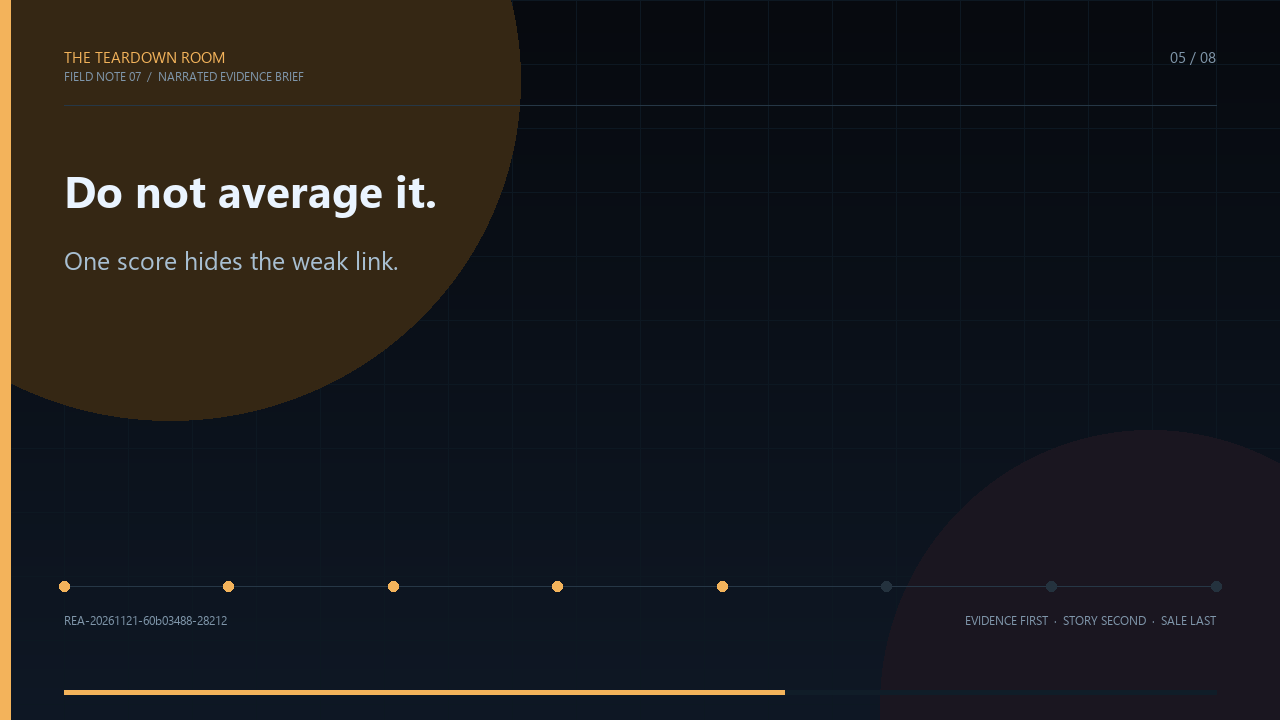 THE TEARDOWN ROOM
FIELD NOTE 07 / NARRATED EVIDENCE BRIEF
05 / 08
Do not average it.
One score hides the weak link.
REA-20261121-60b03488-28212
EVIDENCE FIRST · STORY SECOND · SALE LAST